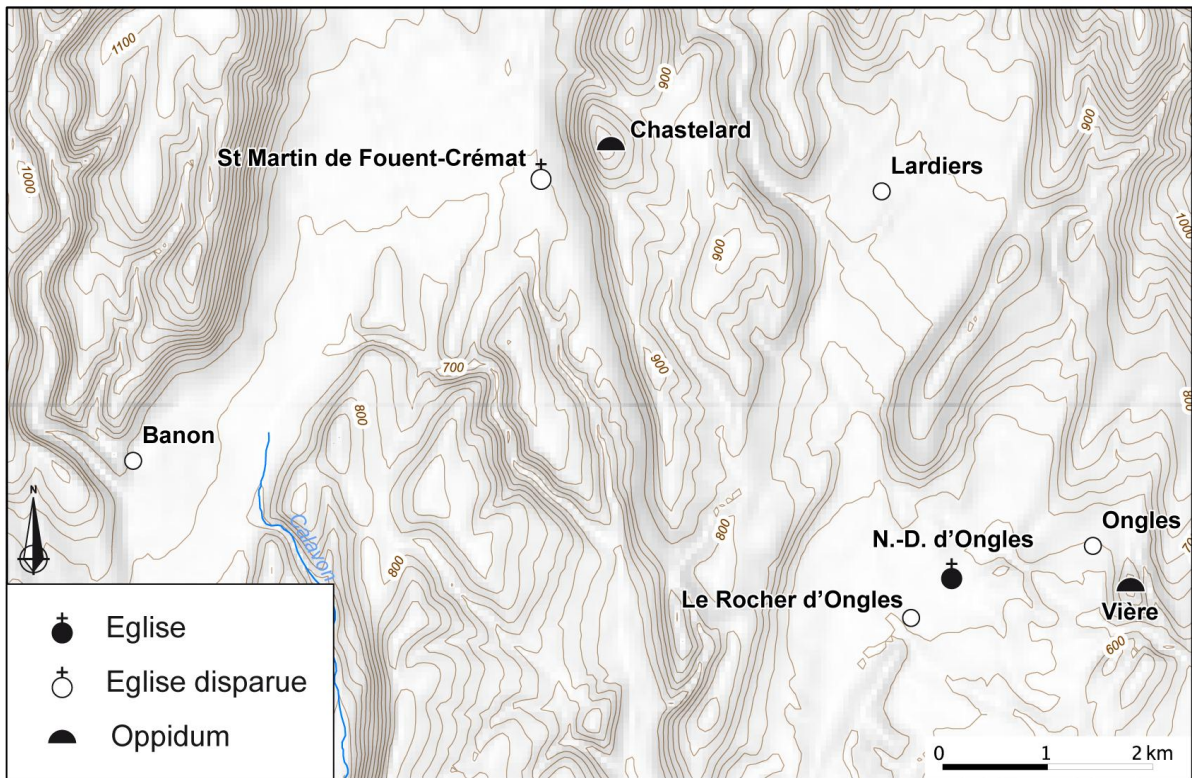 1100
900
Chastelard
St Martin de Fouent-Crémat
Lardiers
900
1000
1000
900
900
700
800
800
Banon
N
Calavon
800
800
Ongles
N.-D. d'Ongles
70
Le Rocher d'Ongles
Vière
600
Eglise
Eglise disparue
Oppidum
0 1 2 km